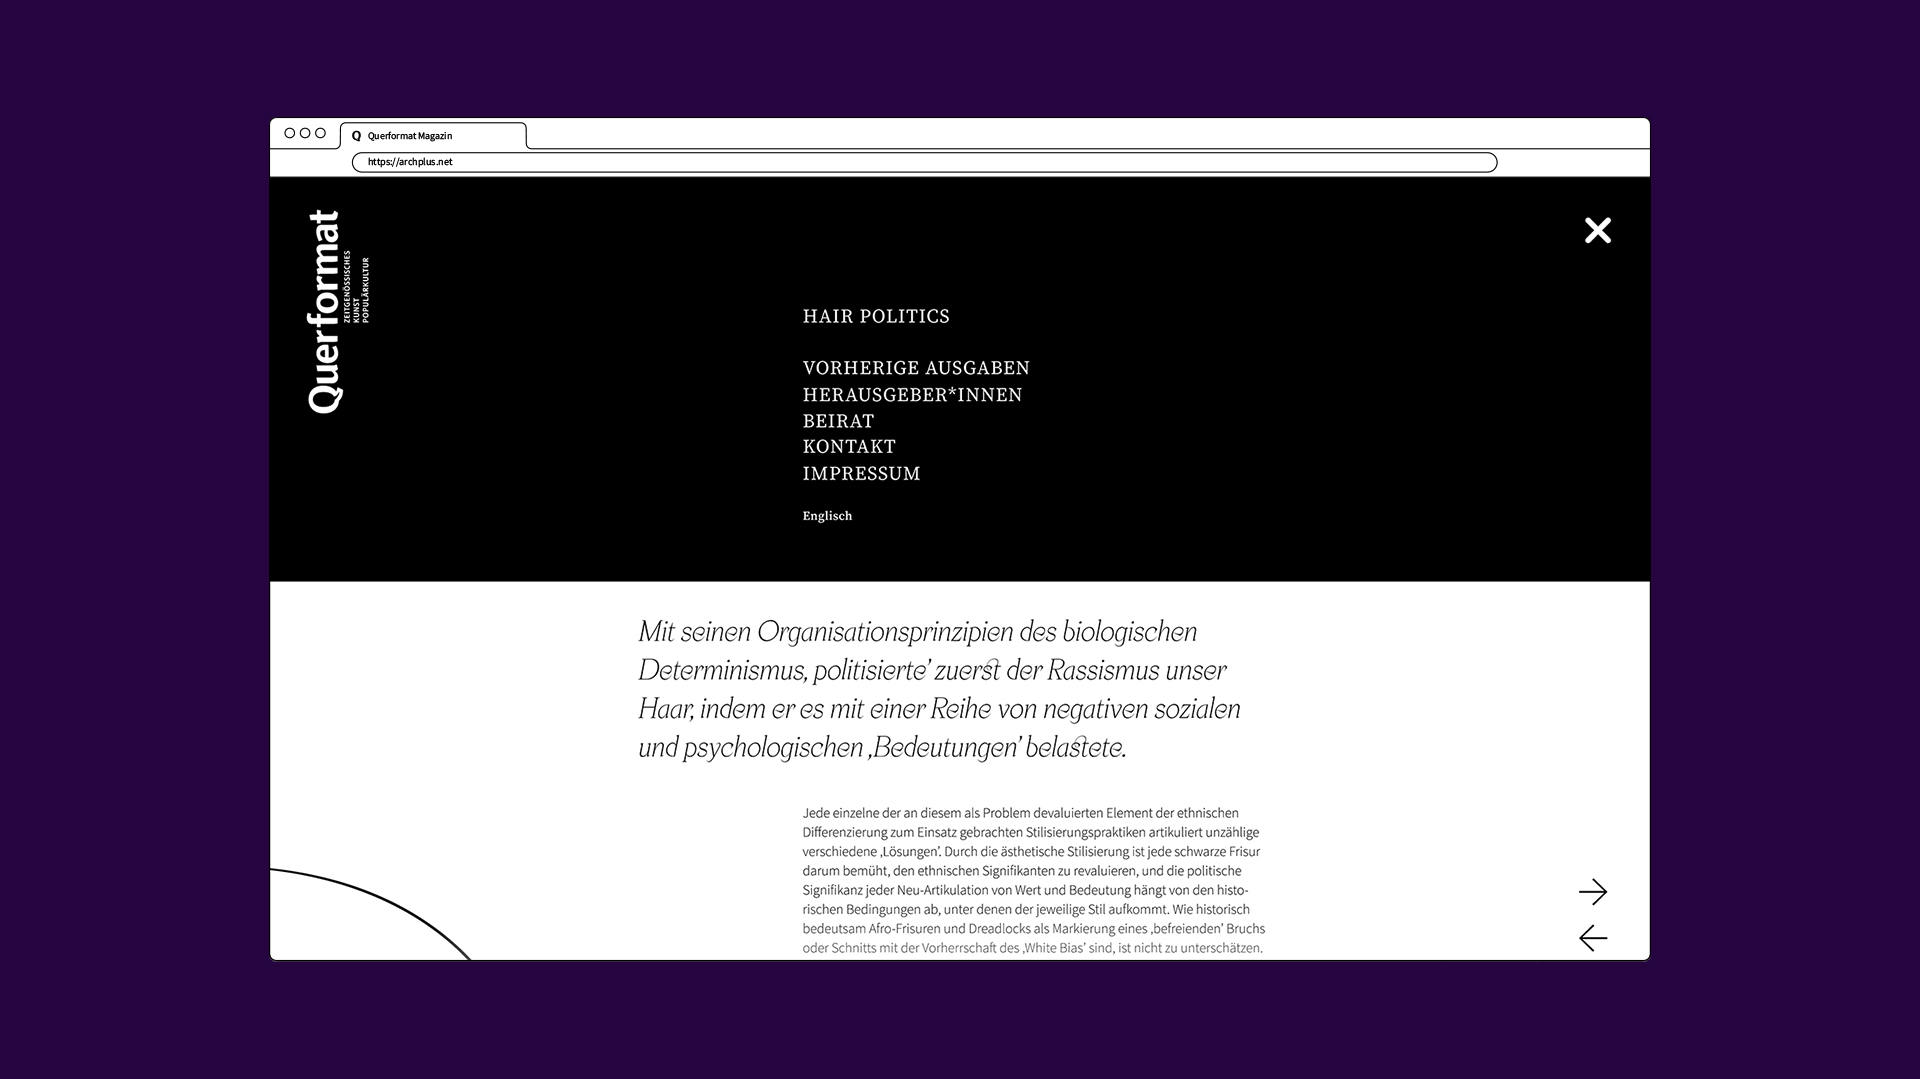 Q Querformat Magazin
https://archplus.net
Querformat
ZEITGENÖSSISCHES
KUNST
POPULÄRKULTUR
HAIR POLITICS
VORHERIGE AUSGABEN
HERAUSGEBER*INNEN
BEIRAT
KONTAKT
IMPRESSUM
Englisch
Mit seinen Organisationsprinzipien des biologischen
Determinismus, politisierte’ zuerst der Rassismus unser
Haar, indem er es mit einer Reihe von negativen sozialen
und psychologischen ‚Bedeutungen’ belastete.
Jede einzelne der an diesem als Problem devaluierten Element der ethnischen
Differenzierung zum Einsatz gebrachten Stilisierungspraktiken artikuliert unzählige
verschiedene ‚Lösungen’. Durch die ästhetische Stilisierung ist jede schwarze Frisur
darum bemüht, den ethnischen Signifikanten zu revaluieren, und die politische
Signifikanz jeder Neu-Artikulation von Wert und Bedeutung hängt von den histo-
rischen Bedingungen ab, unter denen der jeweilige Stil aufkommt. Wie historisch
bedeutsam Afro-Frisuren und Dreadlocks als Markierung eines ‚befreienden’ Bruchs
oder Schnitts mit der Vorherrschaft des ‚White Bias’ sind, ist nicht zu unterschätzen.